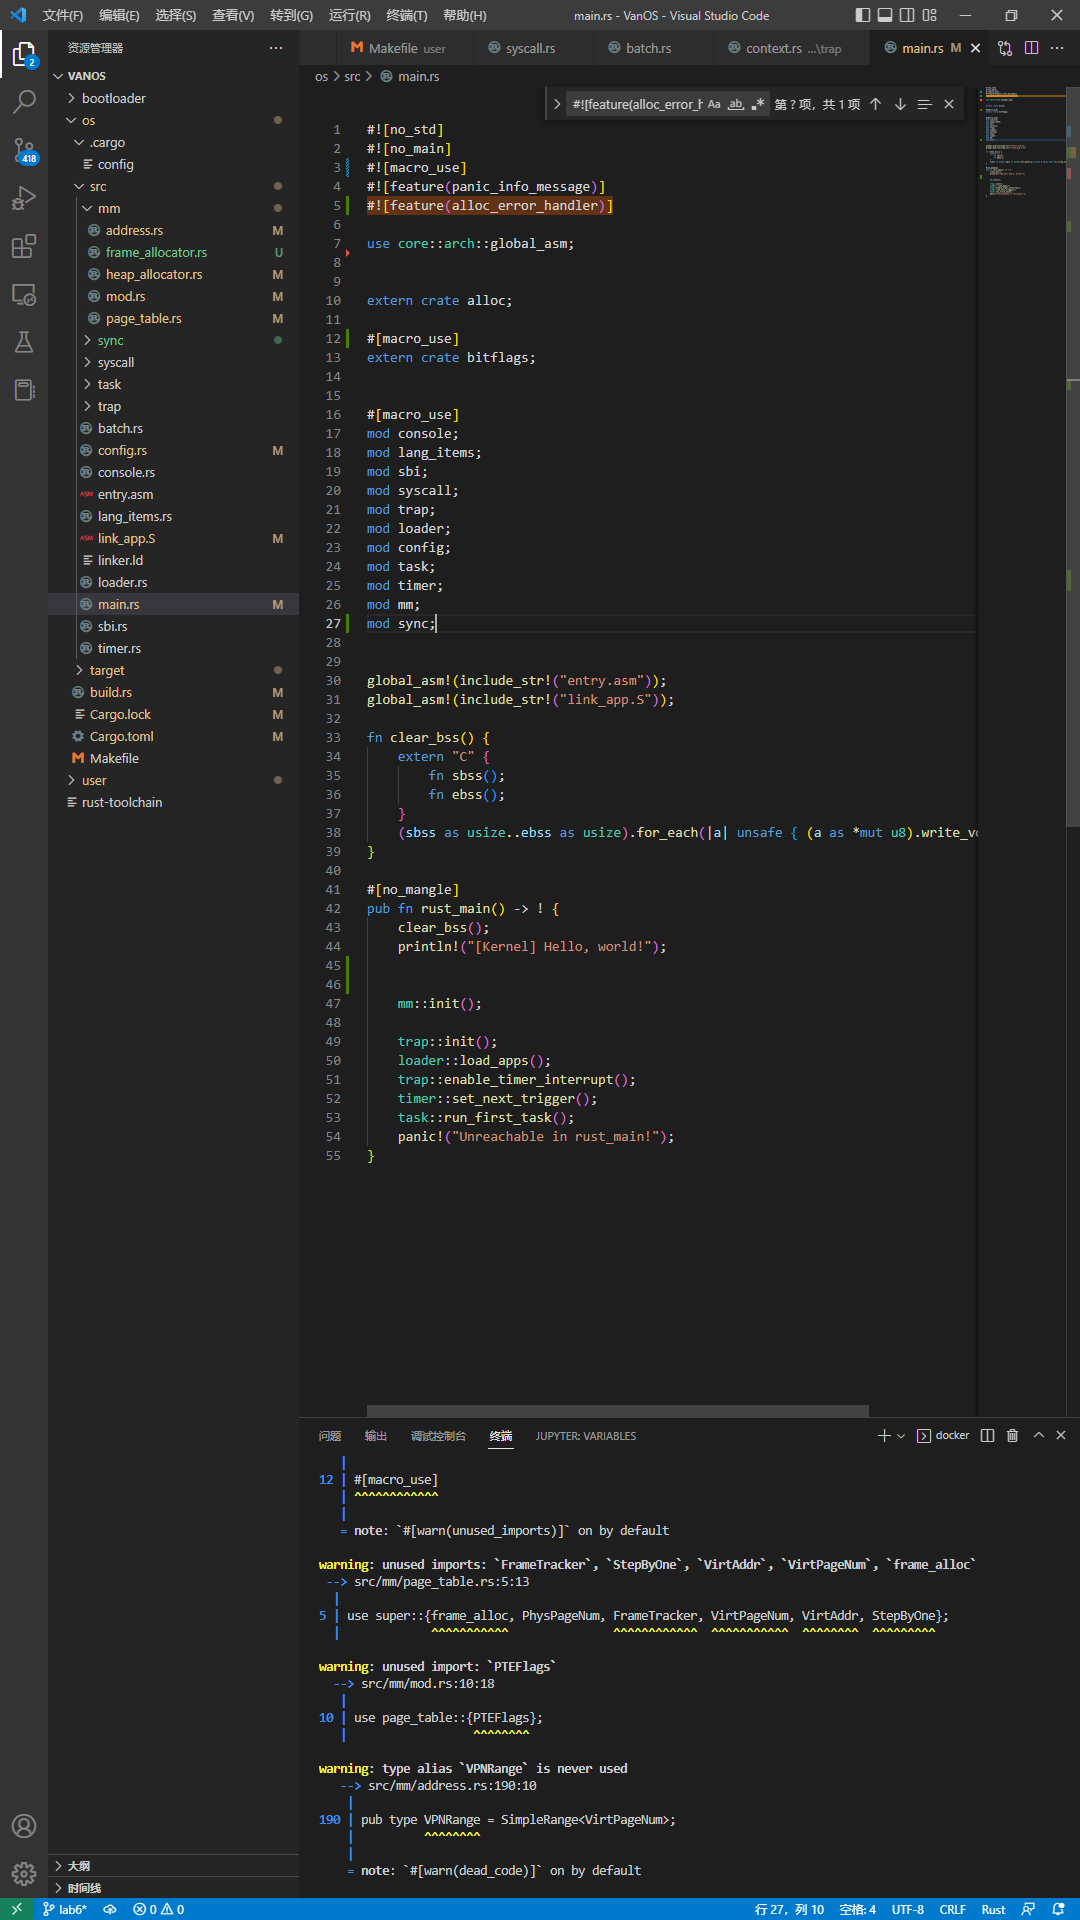 文件(F) 编辑(E) 选择(S) 查看(V) 转到(G) 运行(R) 终端(T) 帮助(H) main.rs - VanOS - Visual Studio Code
资源管理器 ···
Makefile user syscall.rs batch.rs context.rs ...\trap main.rs M
os > src > main.rs
#![feature(alloc_error_h Aa ab 第 ? 项, 共 1 项
2
418
VANOS
bootloader
os
.cargo
config
src
mm
address.rs M
frame_allocator.rs U
heap_allocator.rs M
mod.rs M
page_table.rs M
sync
syscall
task
trap
batch.rs
config.rs M
console.rs
ASM entry.asm
lang_items.rs
ASM link_app.S M
linker.ld
loader.rs
main.rs M
sbi.rs
timer.rs
target
build.rs M
Cargo.lock M
Cargo.toml M
Makefile
user
rust-toolchain
大纲
时间线
1 #![no_std]
2 #![no_main]
3 #![macro_use]
4 #![feature(panic_info_message)]
5 #![feature(alloc_error_handler)]
6
7 use core::arch::global_asm;
8
9
10 extern crate alloc;
11
12 #[macro_use]
13 extern crate bitflags;
14
15
16 #[macro_use]
17 mod console;
18 mod lang_items;
19 mod sbi;
20 mod syscall;
21 mod trap;
22 mod loader;
23 mod config;
24 mod task;
25 mod timer;
26 mod mm;
27 mod sync;
28
29
30 global_asm!(include_str!("entry.asm"));
31 global_asm!(include_str!("link_app.S"));
32
33 fn clear_bss() {
34 extern "C" {
35 fn sbss();
36 fn ebss();
37 }
38 (sbss as usize..ebss as usize).for_each(|a| unsafe { (a as *mut u8).write_v
39 }
40
41 #[no_mangle]
42 pub fn rust_main() -> ! {
43 clear_bss();
44 println!("[Kernel] Hello, world!");
45
46
47 mm::init();
48
49 trap::init();
50 loader::load_apps();
51 trap::enable_timer_interrupt();
52 timer::set_next_trigger();
53 task::run_first_task();
54 panic!("Unreachable in rust_main!");
55 }
问题 输出 调试控制台 终端 JUPYTER: VARIABLES docker
|
12 | #[macro_use]
| ^^^^^^^^^^^^
|
= note: `#[warn(unused_imports)]` on by default
warning: unused imports: `FrameTracker`, `StepByOne`, `VirtAddr`, `VirtPageNum`, `frame_alloc`
--> src/mm/page_table.rs:5:13
|
5 | use super::{frame_alloc, PhysPageNum, FrameTracker, VirtPageNum, VirtAddr, StepByOne};
| ^^^^^^^^^^^ ^^^^^^^^^^^^ ^^^^^^^^^^^ ^^^^^^^^ ^^^^^^^^^
warning: unused import: `PTEFlags`
--> src/mm/mod.rs:10:18
|
10 | use page_table::{PTEFlags};
| ^^^^^^^^
warning: type alias `VPNRange` is never used
--> src/mm/address.rs:190:10
|
190 | pub type VPNRange = SimpleRange<VirtPageNum>;
| ^^^^^^^^
|
= note: `#[warn(dead_code)]` on by default
lab6* 0 0 行 27, 列 10 空格: 4 UTF-8 CRLF Rust